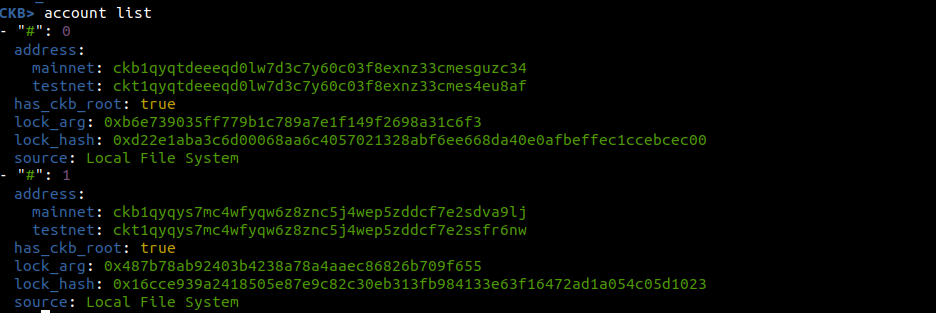 CKB> account list
- "#": 0
address:
mainnet: ckb1qyqtdeeeqd0lw7d3c7y60c03f8exnz33cmesguzc34
testnet: ckt1qyqtdeeeqd0lw7d3c7y60c03f8exnz33cmes4eu8af
has_ckb_root: true
lock_arg: 0xb6e739035ff779b1c789a7e1f149f2698a31c6f3
lock_hash: 0xd22e1aba3c6d00068aa6c4057021328abf6ee668da40e0afbeffec1ccebcec00
source: Local File System
- "#": 1
address:
mainnet: ckb1qyqys7mc4wfyqw6z8znc5j4wep5zddcf7e2sdva9lj
testnet: ckt1qyqys7mc4wfyqw6z8znc5j4wep5zddcf7e2ssfr6nw
has_ckb_root: true
lock_arg: 0x487b78ab92403b4238a78a4aaec86826b709f655
lock_hash: 0x16cce939a2418505e87e9c82c30eb313fb984133e63f16472ad1a054c05d1023
source: Local File System